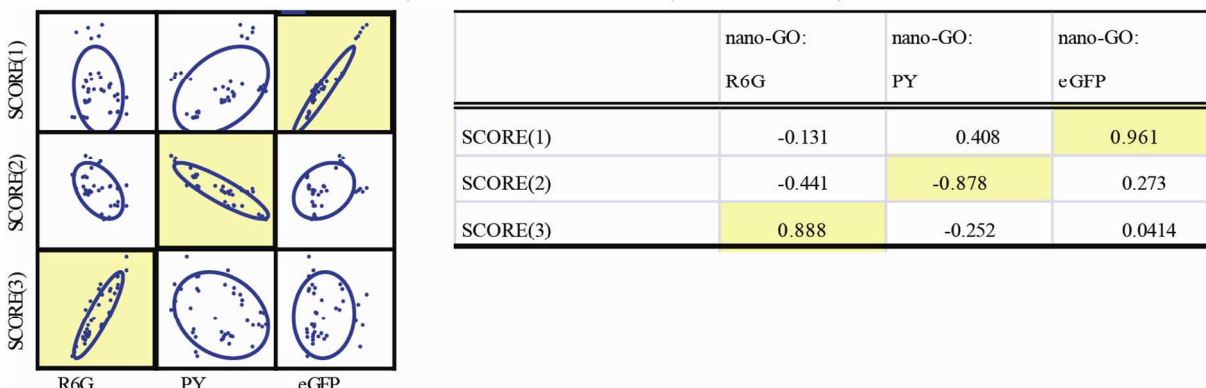 SCORE(1)
SCORE(2)
SCORE(3)
R6G PY eGFP
nano-GO: nano-GO: nano-GO:
R6G PY eGFP
SCORE(1) -0.131 0.408 0.961
SCORE(2) -0.441 -0.878 0.273
SCORE(3) 0.888 -0.252 0.0414